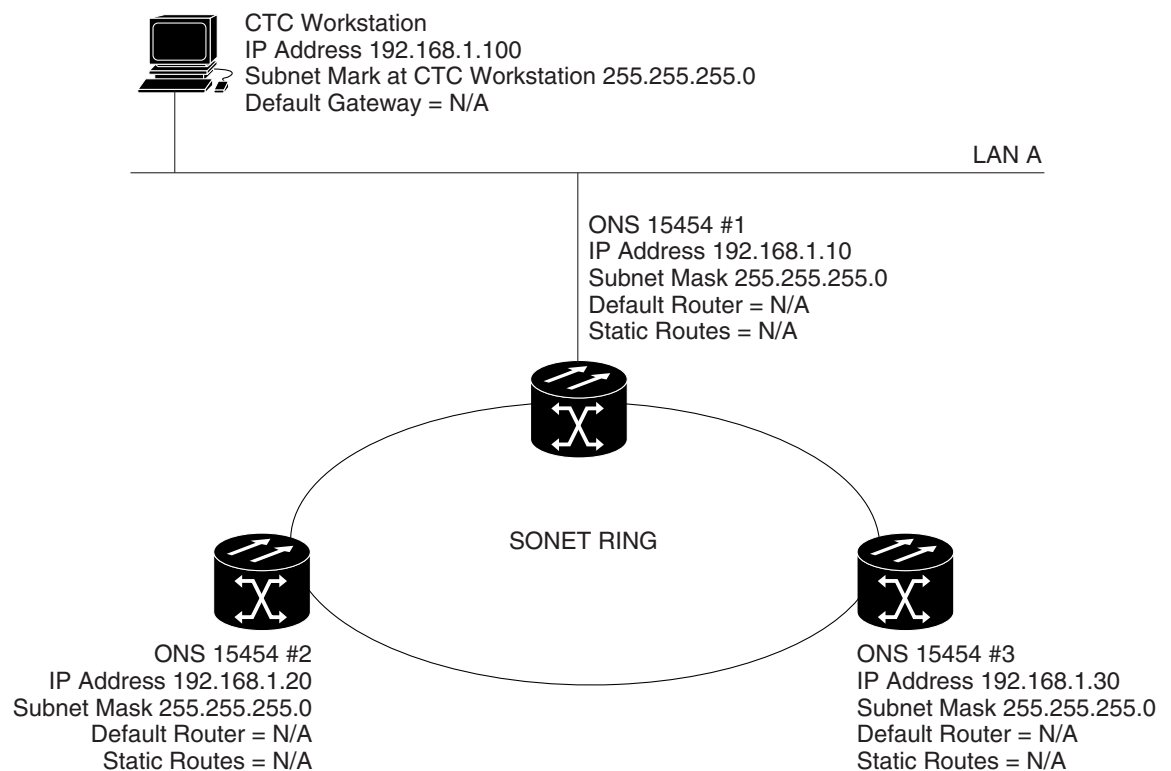 CTC Workstation
IP Address 192.168.1.100
Subnet Mark at CTC Workstation 255.255.255.0
Default Gateway = N/A
LAN A
ONS 15454 #1
IP Address 192.168.1.10
Subnet Mask 255.255.255.0
Default Router = N/A
Static Routes = N/A
SONET RING
ONS 15454 #2
IP Address 192.168.1.20
Subnet Mask 255.255.255.0
Default Router = N/A
Static Routes = N/A
ONS 15454 #3
IP Address 192.168.1.30
Subnet Mask 255.255.255.0
Default Router = N/A
Static Routes = N/A